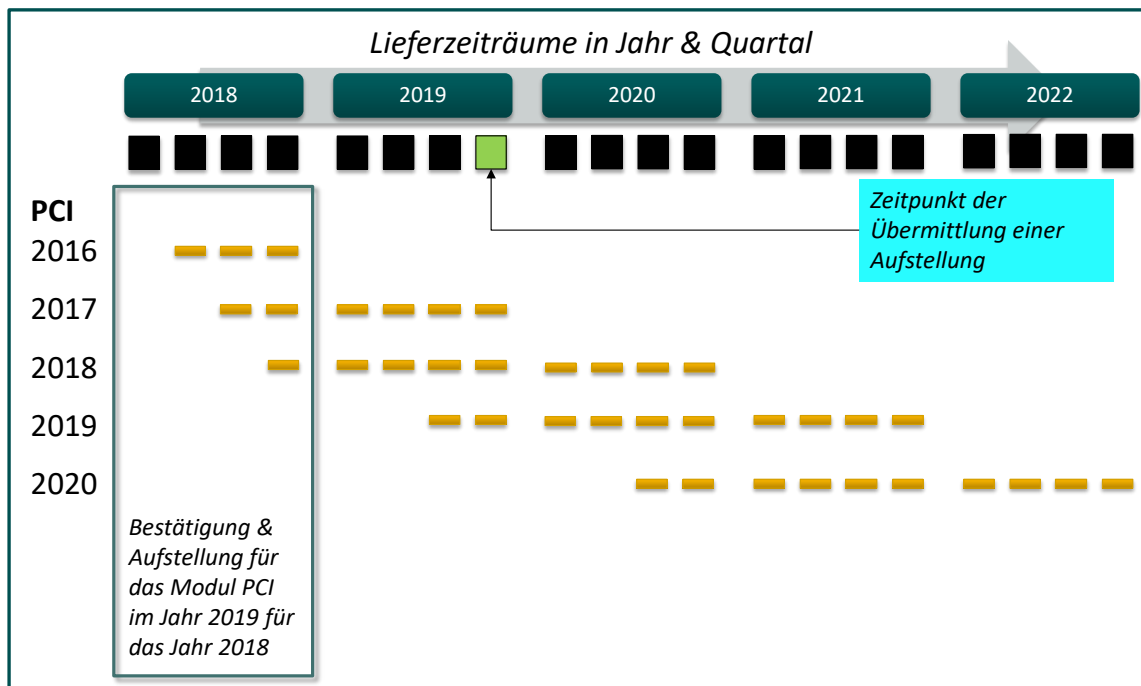 Lieferzeiträume in Jahr & Quartal
2018 2019 2020 2021 2022
Zeitpunkt der
Übermittlung einer
Aufstellung
PCI
2016
2017
2018
2019
2020
Bestätigung &
Aufstellung für
das Modul PCI
im Jahr 2019 für
das Jahr 2018